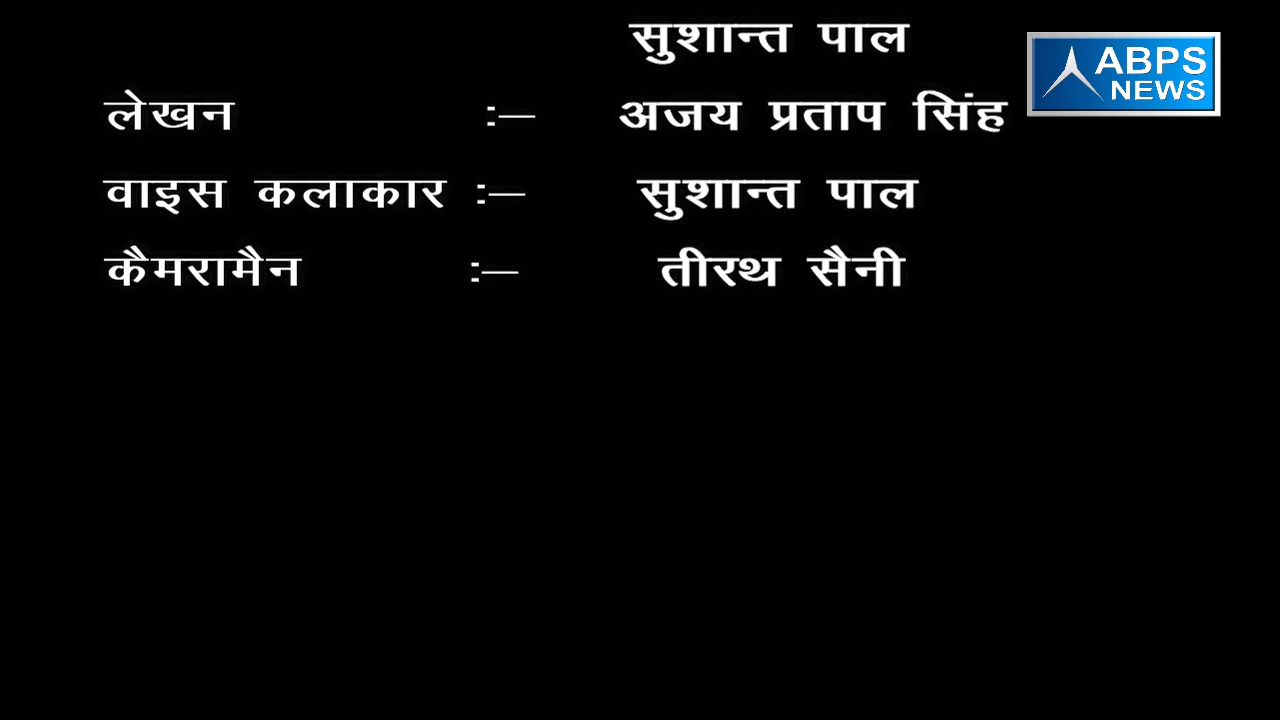 सुशान्त पाल
ABPS
NEWS
लेखन :— अजय प्रताप सिंह
वाइस कलाकार :— सुशान्त पाल
कैमरामैन :— तीरथ सैनी